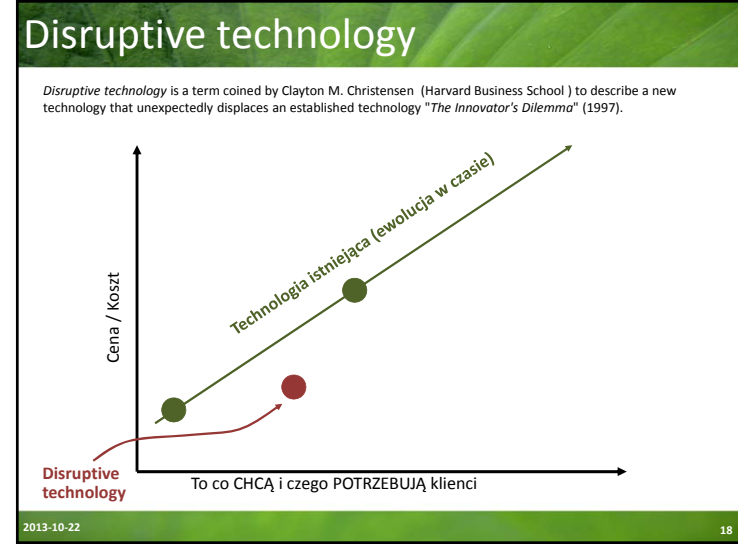 Disruptive technology
Disruptive technology is a term coined by Clayton M. Christensen (Harvard Business School ) to describe a new
technology that unexpectedly displaces an established technology "The Innovator's Dilemma" (1997).
Technologia istniejąca (ewolucja w czasie)
Cena / Koszt
Disruptive
technology
To co CHCĄ i czego POTRZEBUJĄ klienci
2013-10-22
18